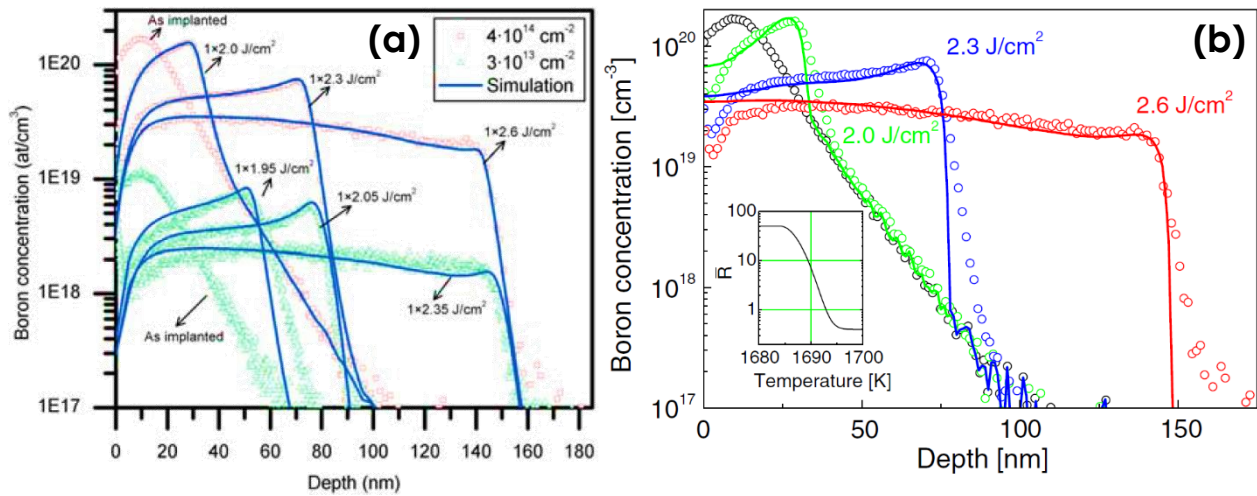 (a)
As implanted
4·10¹⁴ cm⁻²
3·10¹³ cm⁻²
Simulation
1×2.0 J/cm²
1×2.3 J/cm²
1×2.6 J/cm²
1×1.95 J/cm²
1×2.05 J/cm²
1×2.35 J/cm²
As implanted
1E20
1E19
1E18
1E17
Boron concentration (at/cm³)
0 20 40 60 80 100 120 140 160 180
Depth (nm)
(b)
2.3 J/cm²
2.6 J/cm²
2.0 J/cm²
10²⁰
10¹⁹
10¹⁸
10¹⁷
Boron concentration [cm⁻³]
0 50 100 150
Depth [nm]
100
10
1
R̅
1680 1690 1700
Temperature [K]